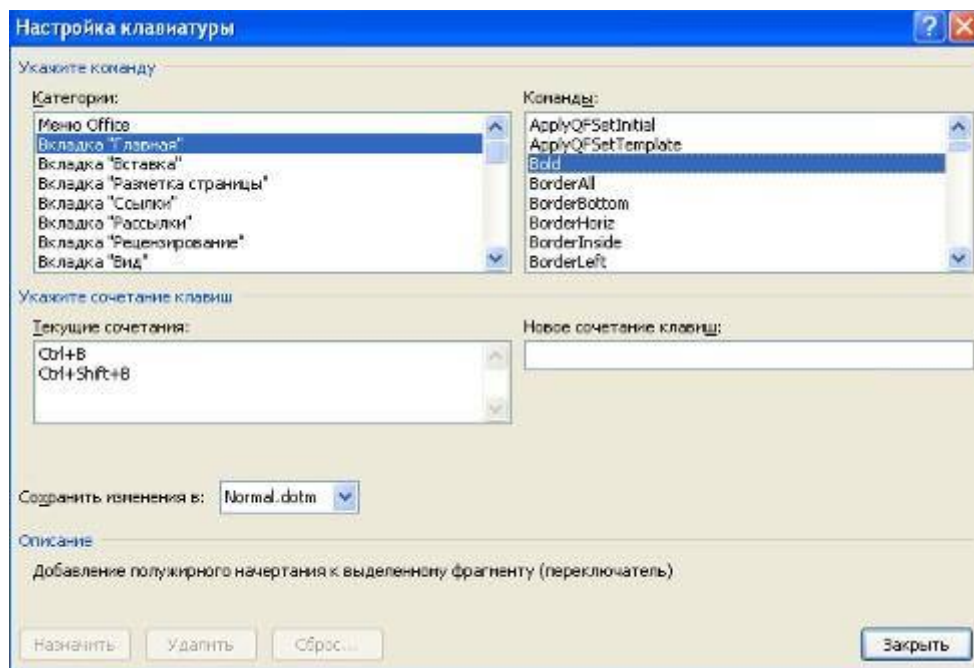 Настройка клавиатуры
Укажите команду
Категории:
Команды:
Меню Office
Вкладка "Главная"
Вкладка "Вставка"
Вкладка "Разметка страницы"
Вкладка "Ссылки"
Вкладка "Рассылки"
Вкладка "Рецензирование"
Вкладка "Вид"
ApplyQFSetInitial
ApplyQFSetTemplate
Bold
BorderAll
BorderBottom
BorderHoriz
BorderInside
BorderLeft
Укажите сочетание клавиш
Текущие сочетания:
Новое сочетание клавиш:
Ctrl+B
Ctrl+Shift+B
Сохранить изменения в: Normal.dotm
Описание
Добавление полужирного начертания к выделенному фрагменту (переключатель)
Назначить Удалить Сброс... Закрыть